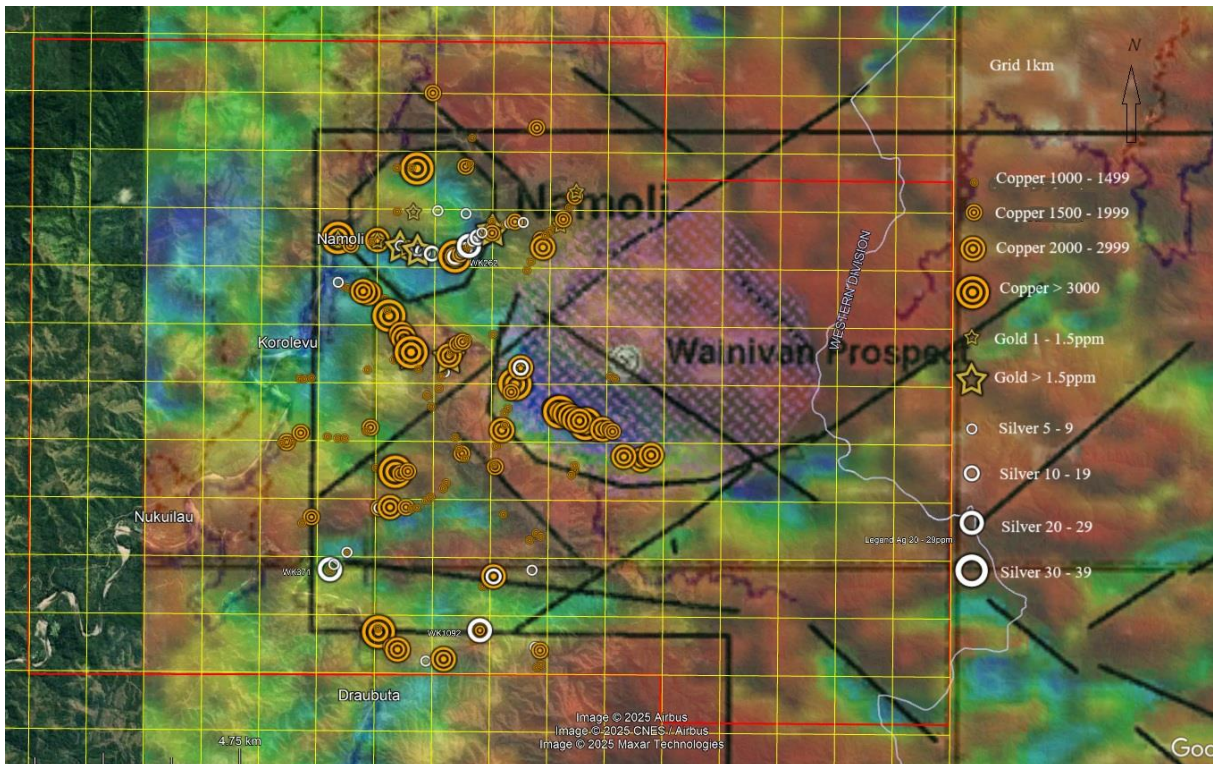 N
Grid 1km
Copper 1000 - 1499
Copper 1500 - 1999
Copper 2000 - 2999
Copper > 3000
Gold 1 - 1.5ppm
Gold > 1.5ppm
Silver 5 - 9
Silver 10 - 19
Silver 20 - 29
Silver 30 - 39
Legend Ag 20 - 29ppm
Namoli
Namoli
WK262
WESTERN DIVISION
Korolevu
Wainivau Prospect
Nukuilau
WK371
WK1092
Draubuta
Image © 2025 Airbus
Image © 2025 CNES / Airbus
Image © 2025 Maxar Technologies
4.75 km
Goo